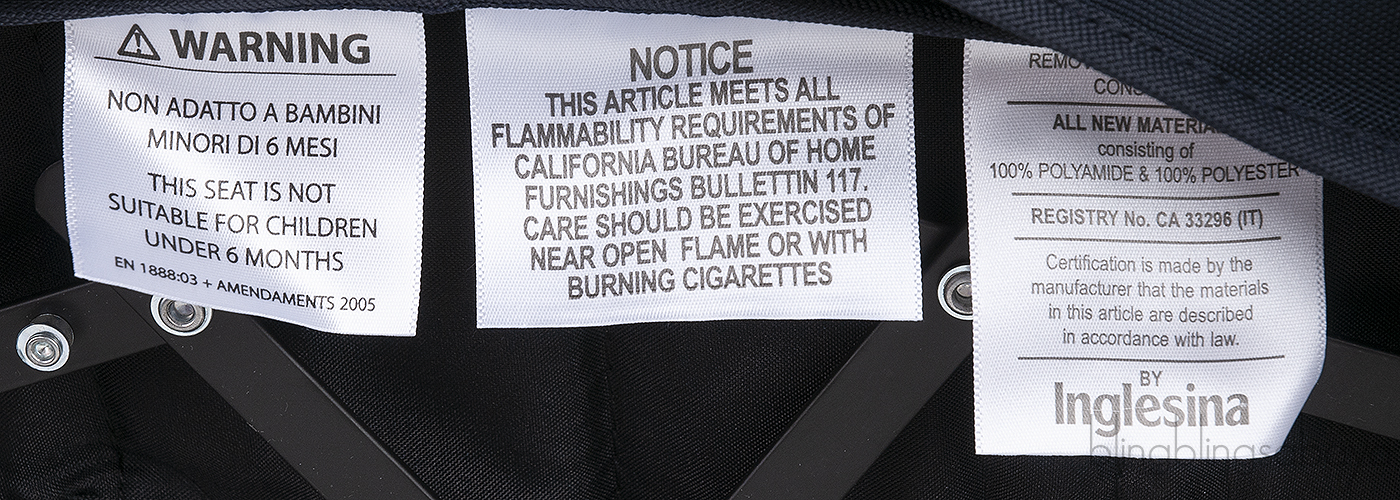 WARNING
NON ADATTO A BAMBINI
MINORI DI 6 MESI
THIS SEAT IS NOT
SUITABLE FOR CHILDREN
UNDER 6 MONTHS
EN 1888:03 + AMENDAMENTS 2005
NOTICE
THIS ARTICLE MEETS ALL
FLAMMABILITY REQUIREMENTS OF
CALIFORNIA BUREAU OF HOME
FURNISHINGS BULLETTIN 117.
CARE SHOULD BE EXERCISED
NEAR OPEN FLAME OR WITH
BURNING CIGARETTES
ALL NEW
consisting of
100% POLYAMIDE & 100% POLYESTER
REGISTRY No. CA 33296 (IT)
Certification is made by the
manufacturer that the materials
in this article are described
in accordance with law.
BY
Inglesina